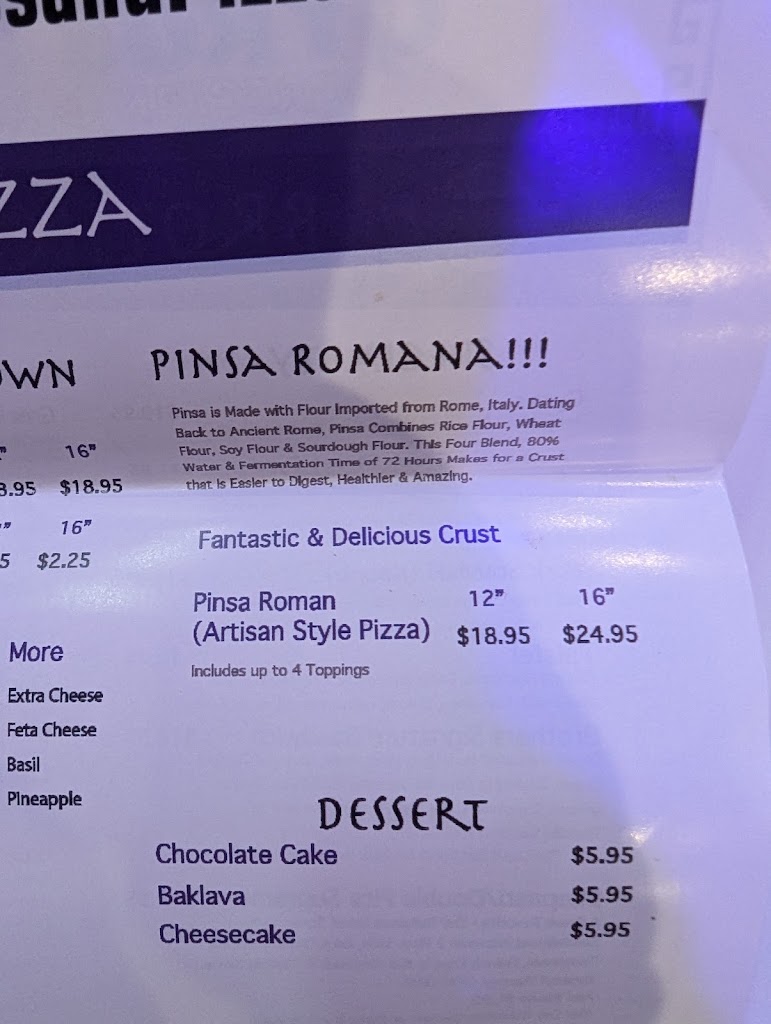 PINSA ROMANA!!!
Pinsa is Made with Flour Imported from Rome, Italy. Dating
Back to Ancient Rome, Pinsa Combines Rice Flour, Wheat
Flour, Soy Flour & Sourdough Flour. This Four Blend, 80%
Water & Fermentation Time of 72 Hours Makes for a Crust
that is Easier to Digest, Healthier & Amazing.
16"
$18.95
16"
$2.25
Fantastic & Delicious Crust
Pinsa Roman 12" 16"
(Artisan Style Pizza) $18.95 $24.95
Includes up to 4 Toppings
More
Extra Cheese
Feta Cheese
Basil
Pineapple
DESSERT
Chocolate Cake $5.95
Baklava $5.95
Cheesecake $5.95